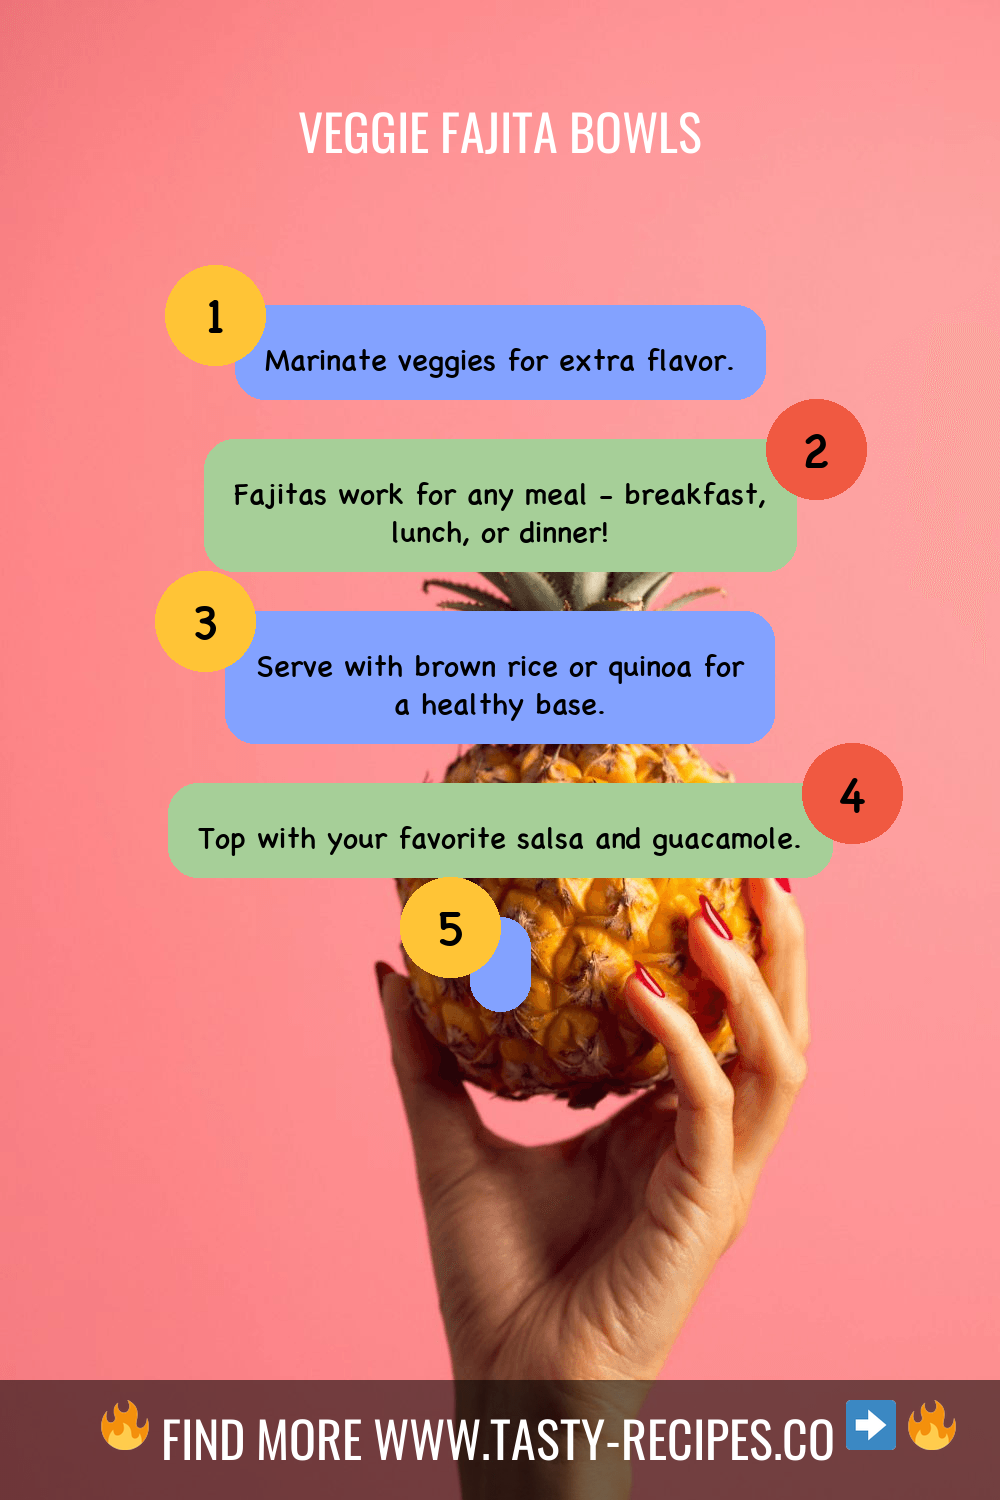 VEGGIE FAJITA BOWLS
1
Marinate veggies for extra flavor.
2
Fajitas work for any meal - breakfast,
lunch, or dinner!
3
Serve with brown rice or quinoa for
a healthy base.
4
Top with your favorite salsa and guacamole.
5
FIND MORE WWW.TASTY-RECIPES.CO